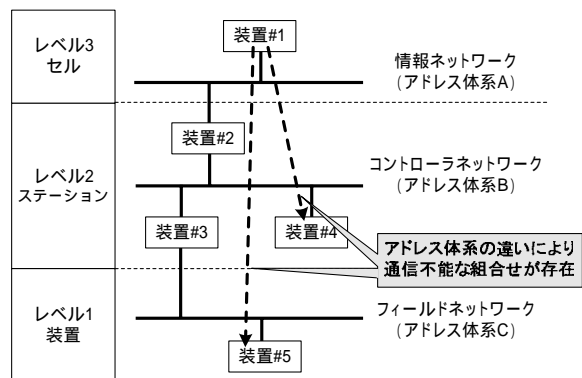 レベル3
セル
装置#1
情報ネットワーク
(アドレス体系A)
レベル2
ステーション
装置#2
コントローラネットワーク
(アドレス体系B)
装置#3
装置#4
アドレス体系の違いにより
通信不能な組合せが存在
レベル1
装置
フィールドネットワーク
(アドレス体系C)
装置#5